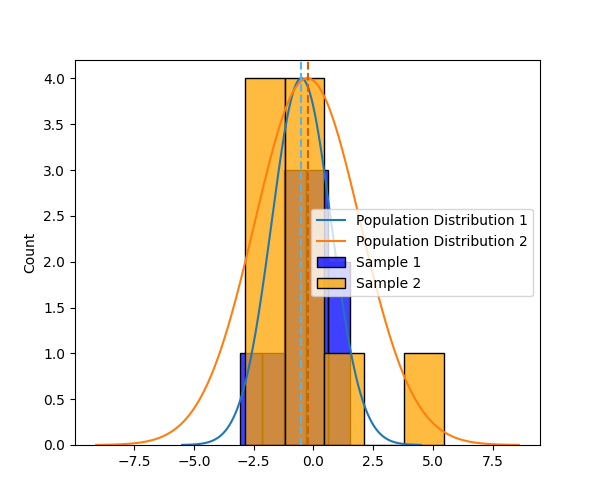 4.0
3.5
3.0
2.5
2.0
1.5
1.0
0.5
0.0
Count
Population Distribution 1
Population Distribution 2
Sample 1
Sample 2
−7.5 −5.0 −2.5 0.0 2.5 5.0 7.5